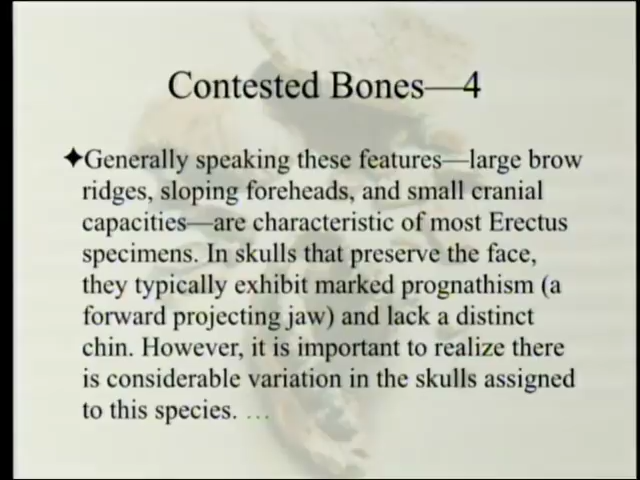 Contested Bones—4
✦Generally speaking these features—large brow
ridges, sloping foreheads, and small cranial
capacities—are characteristic of most Erectus
specimens. In skulls that preserve the face,
they typically exhibit marked prognathism (a
forward projecting jaw) and lack a distinct
chin. However, it is important to realize there
is considerable variation in the skulls assigned
to this species. …